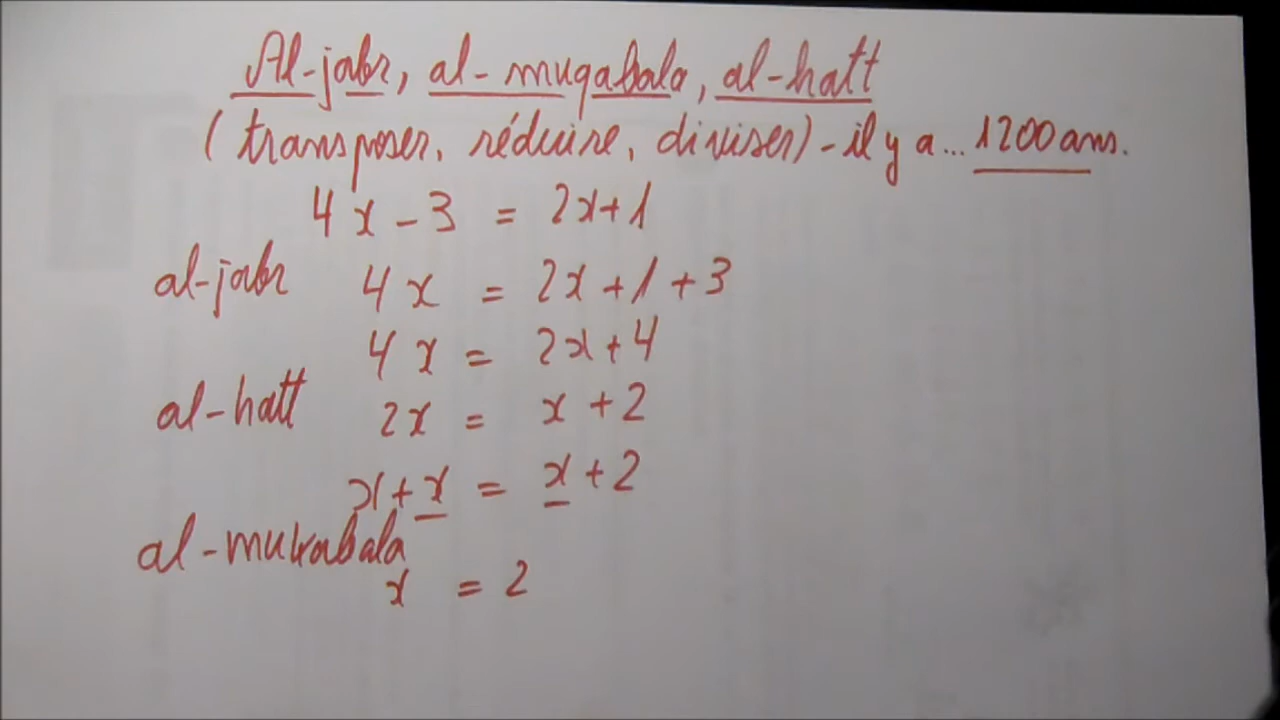 Al-jabr, al-muqabala, al-hatt
(transposer, réduire, diviser) - il y a... 1200 ans.
4x - 3 = 2x+1
al-jabr 4x = 2x+1+3
4x = 2x+4
al-hatt 2x = x+2
x+x = x+2
al-mukabala
x = 2